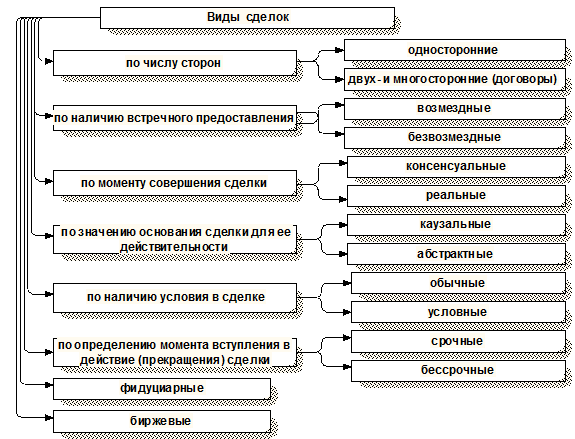 Виды сделок
по числу сторон
односторонние
двух- и многосторонние (договоры)
по наличию встречного предоставления
возмездные
безвозмездные
по моменту совершения сделки
консенсуальные
реальные
по значению основания сделки для ее
действительности
каузальные
абстрактные
по наличию условия в сделке
обычные
условные
по определению момента вступления в
действие (прекращения) сделки
срочные
бессрочные
фидуциарные
биржевые